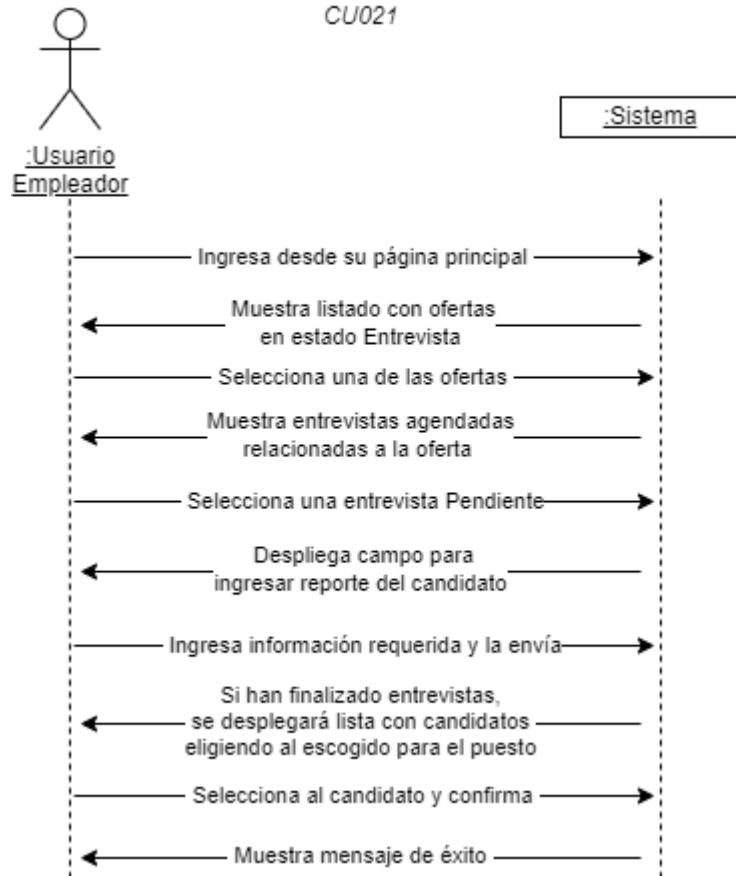 CU021
:Usuario
Empleador
:Sistema
Ingresa desde su página principal
Muestra listado con ofertas
en estado Entrevista
Selecciona una de las ofertas
Muestra entrevistas agendadas
relacionadas a la oferta
Selecciona una entrevista Pendiente
Despliega campo para
ingresar reporte del candidato
Ingresa información requerida y la envía
Si han finalizado entrevistas,
se desplegará lista con candidatos
eligiendo al escogido para el puesto
Selecciona al candidato y confirma
Muestra mensaje de éxito